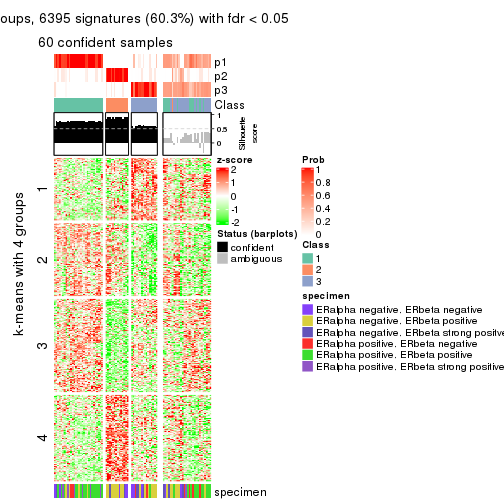 oups, 6395 signatures (60.3%) with fdr < 0.05
60 confident samples
p1
p2
p3
Class
1
0.5
0
Silhouette
score
k-means with 4 groups
1
2
3
4
specimen
z-score
2
1
0
-1
-2
Status (barplots)
confident
ambiguous
Prob
1
0.8
0.6
0.4
0.2
0
Class
1
2
3
specimen
ERalpha negative. ERbeta negative
ERalpha negative. ERbeta positive
ERalpha negative. ERbeta strong positive
ERalpha positive. ERbeta negative
ERalpha positive. ERbeta positive
ERalpha positive. ERbeta strong positive